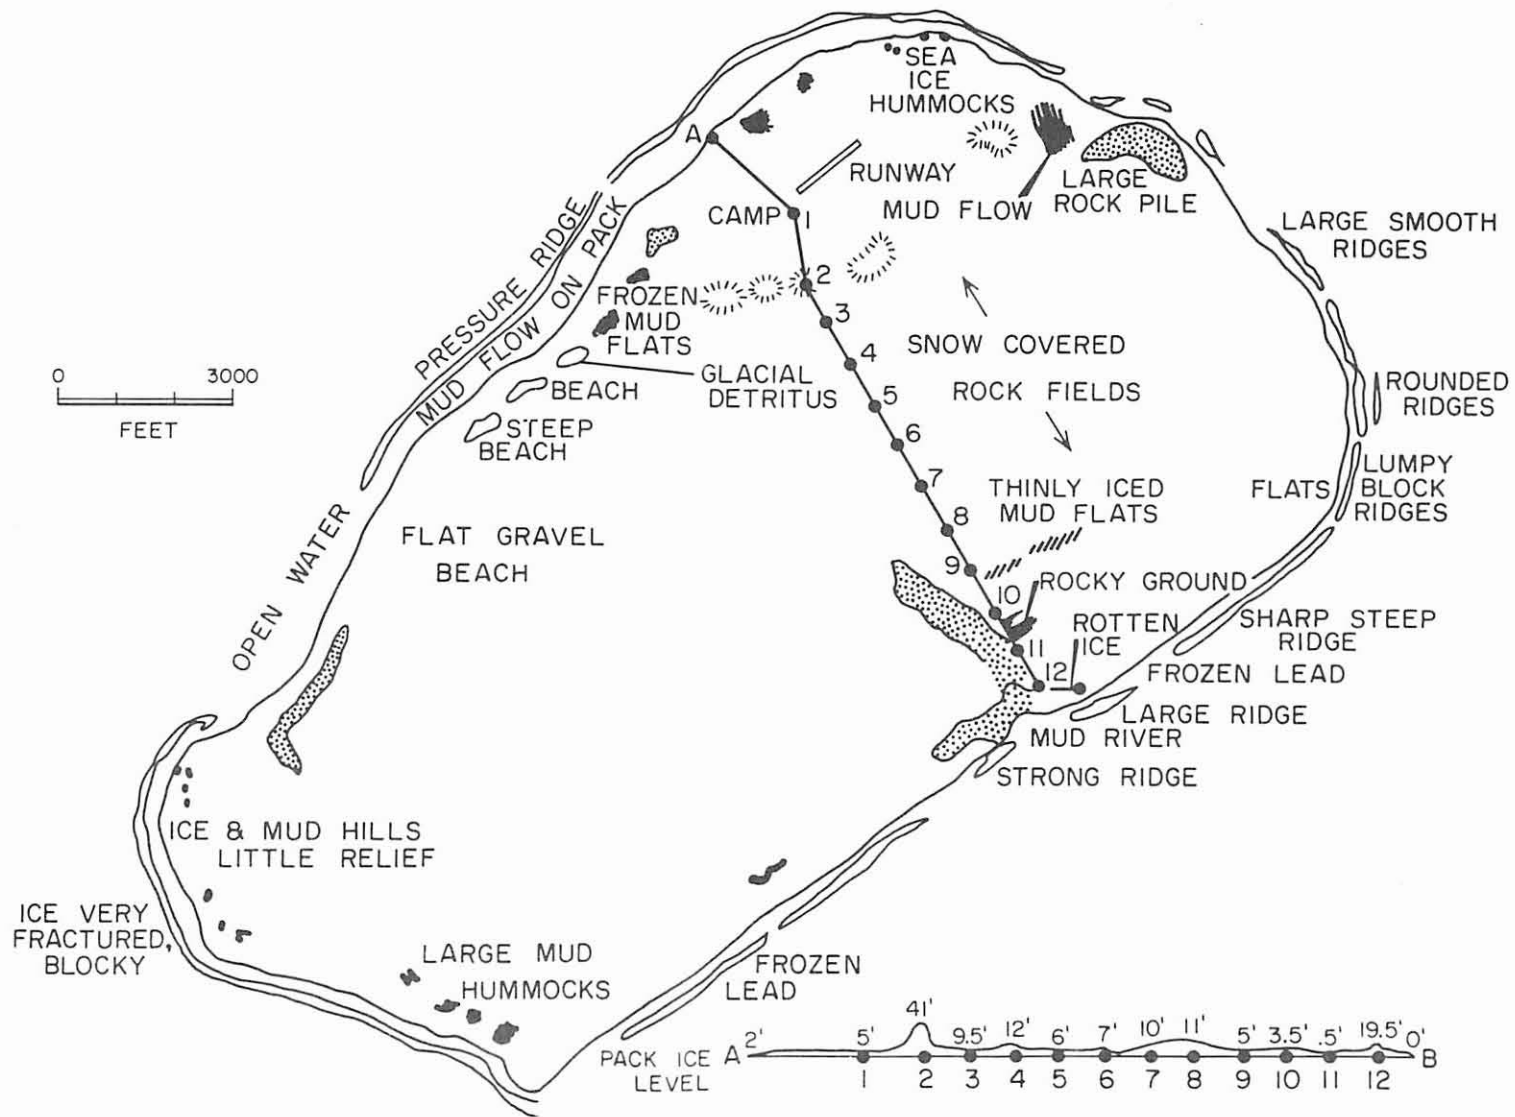 SEA
ICE
HUMMOCKS
A
RUNWAY
LARGE
ROCK PILE
MUD FLOW
CAMP
1
LARGE SMOOTH
RIDGES
PRESSURE RIDGE
MUD FLOW ON PACK
2
FROZEN
MUD
FLATS
3
SNOW COVERED
ROCK FIELDS
4
GLACIAL
DETRITUS
BEACH
STEEP
BEACH
0 3000
FEET
ROUNDED
RIDGES
5
6
7
8
9
10
11
12
THINLY ICED
MUD FLATS
FLATS
LUMPY
BLOCK
RIDGES
FLAT GRAVEL
BEACH
OPEN WATER
ROCKY GROUND
ROTTEN
ICE
SHARP STEEP
RIDGE
FROZEN LEAD
LARGE RIDGE
MUD RIVER
STRONG RIDGE
ICE & MUD HILLS
LITTLE RELIEF
ICE VERY
FRACTURED,
BLOCKY
LARGE MUD
HUMMOCKS
FROZEN
LEAD
PACK ICE
LEVEL
A 2' 5' 41' 9.5' 12' 6' 7' 10' 11' 5' 3.5' .5' 19.5' 0' B
1 2 3 4 5 6 7 8 9 10 11 12